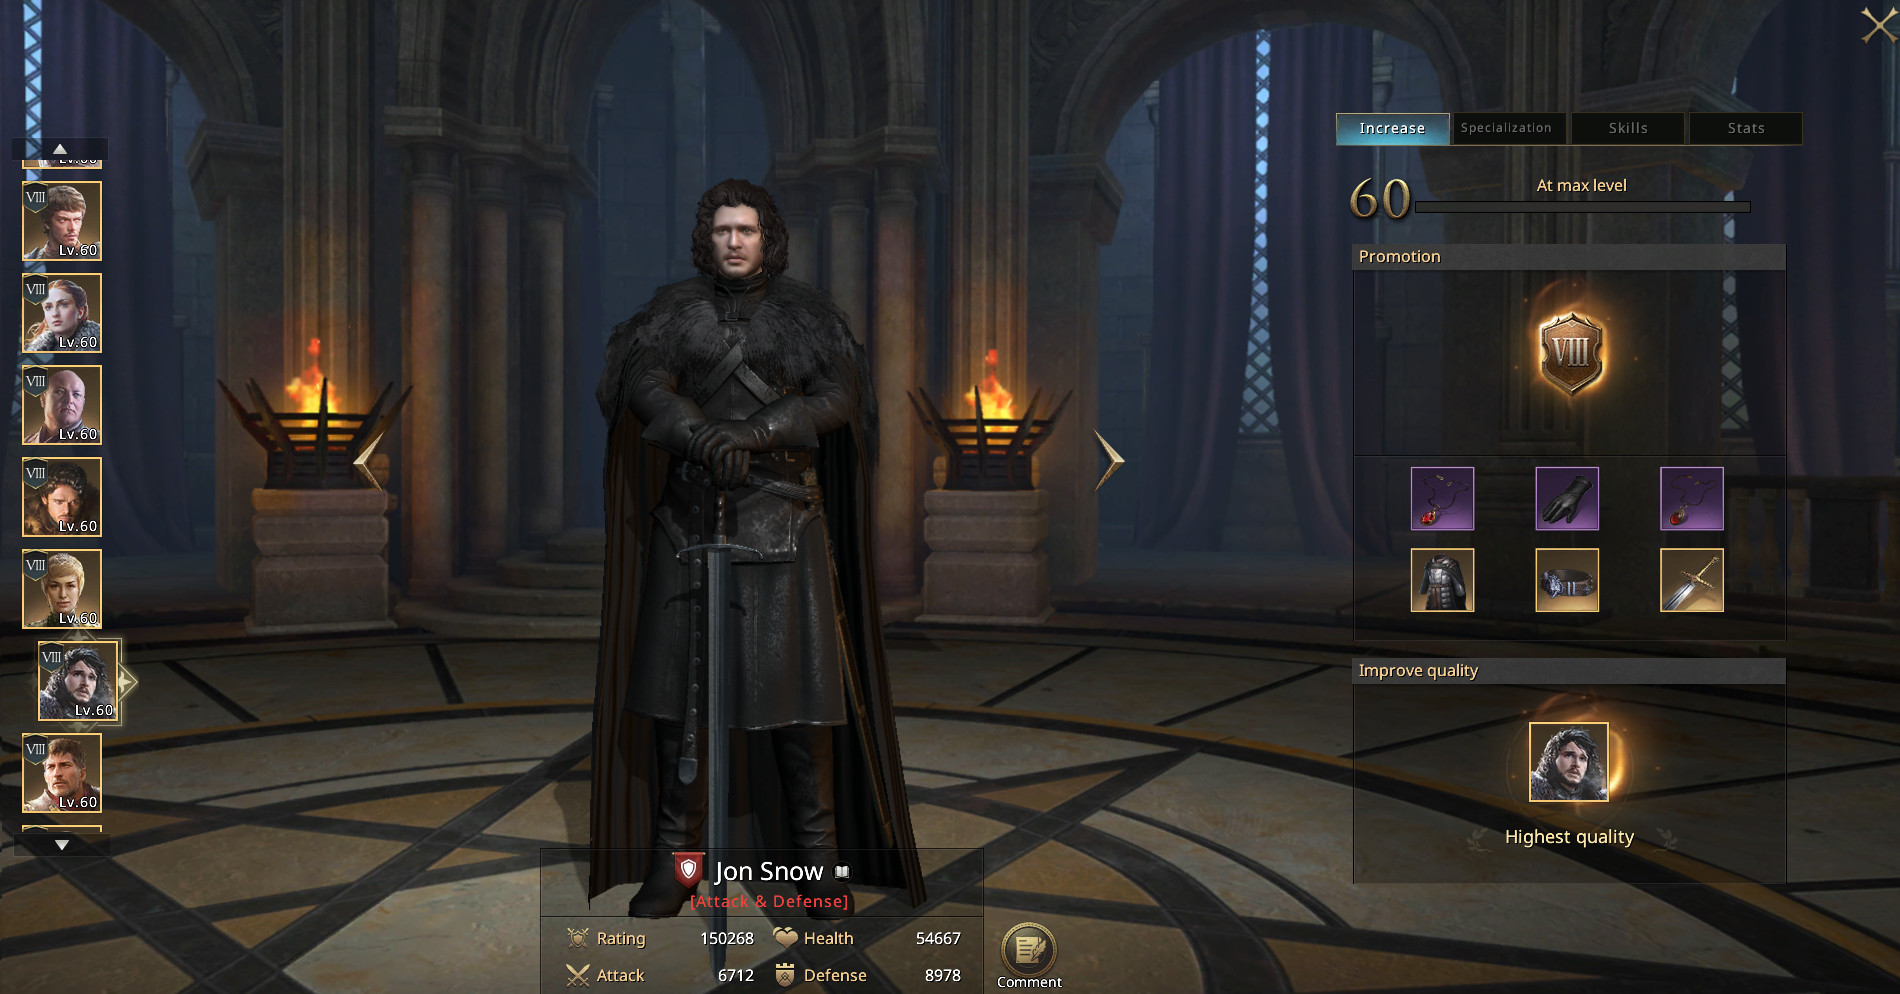 Increase
Specialization
Skills
Stats
60
At max level
Promotion
VIII
Improve quality
Highest quality
Lv.60
VIII
Lv.60
VIII
Lv.60
VIII
Lv.60
VIII
Lv.60
VIII
Lv.60
VIII
Lv.60
VIII
Lv.60
Jon Snow
[Attack & Defense]
Rating 150268 Health 54667
Attack 6712 Defense 8978
Comment